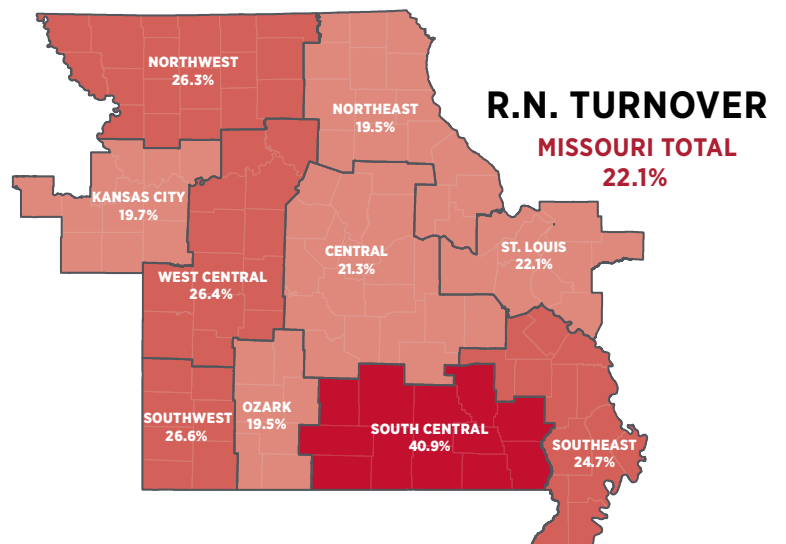 R.N. TURNOVER
MISSOURI TOTAL
22.1%
NORTHWEST
26.3%
NORTHEAST
19.5%
KANSAS CITY
19.7%
ST. LOUIS
22.1%
CENTRAL
21.3%
WEST CENTRAL
26.4%
SOUTHWEST
26.6%
OZARK
19.5%
SOUTH CENTRAL
40.9%
SOUTHEAST
24.7%